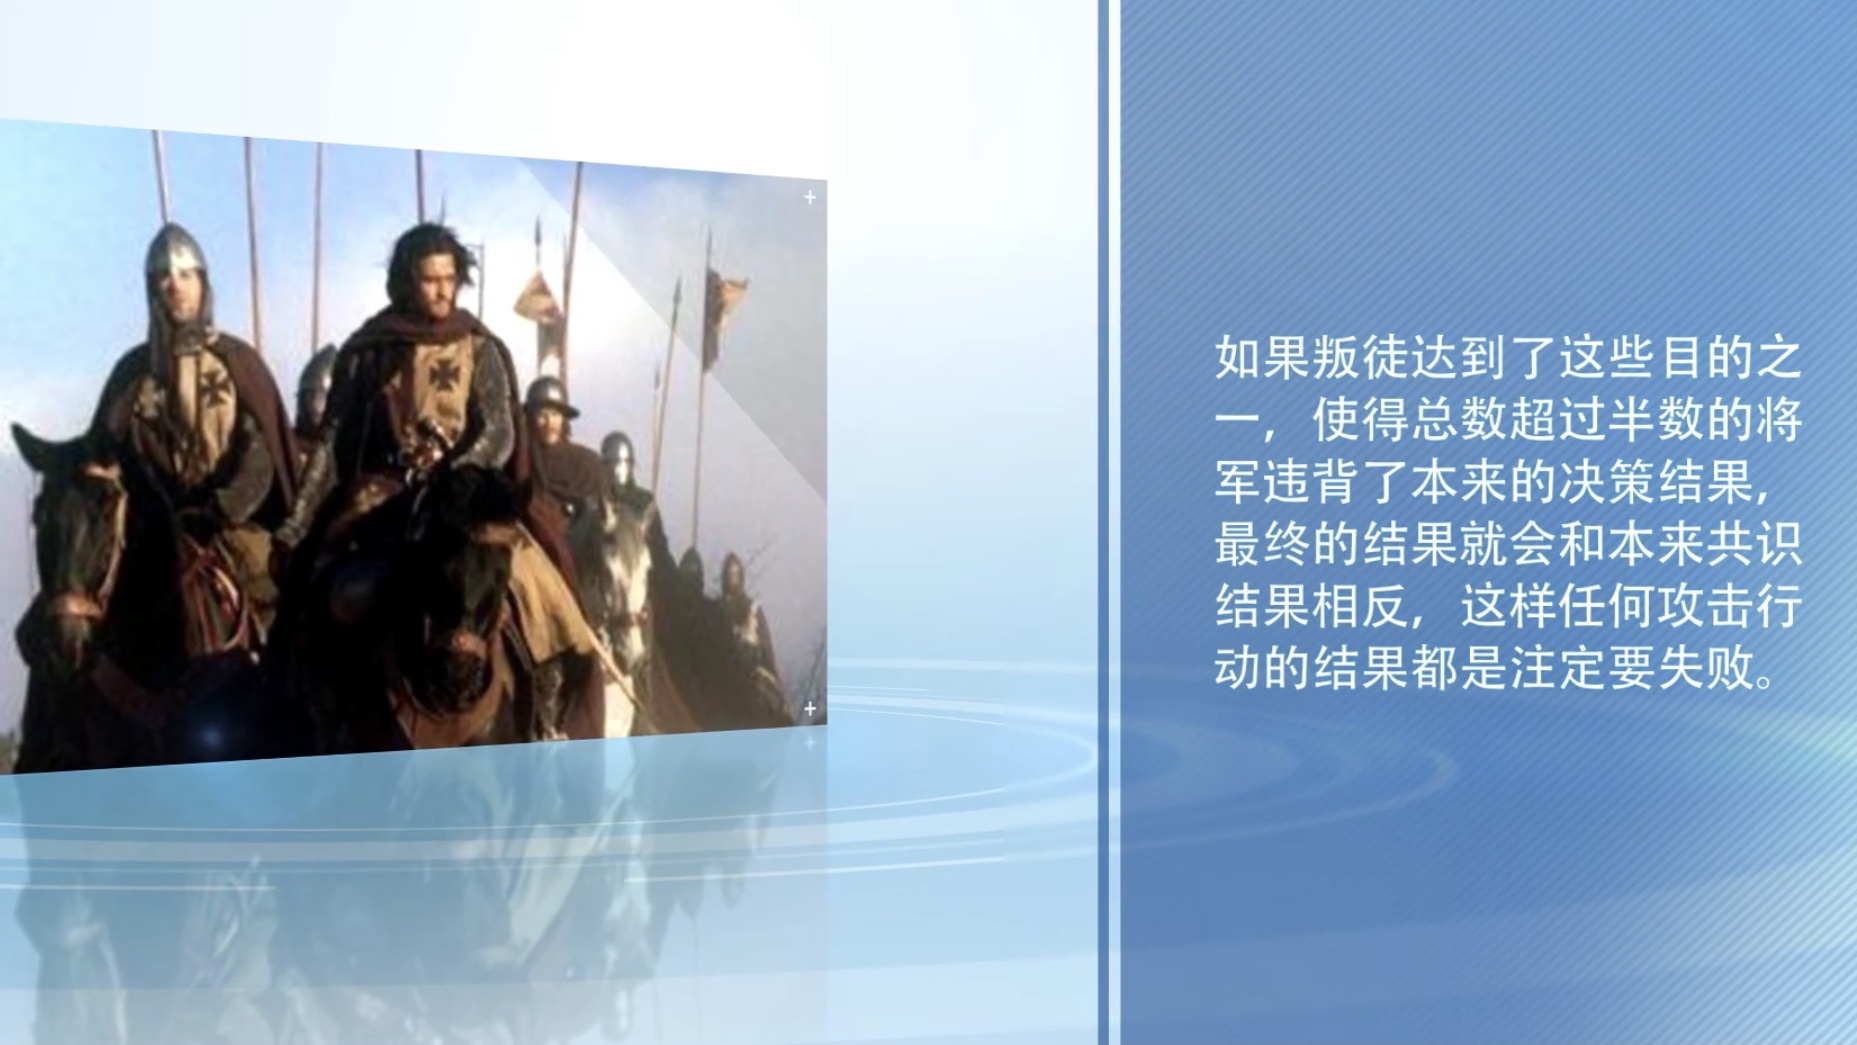 如果叛徒达到了这些目的之
一，使得总数超过半数的将
军违背了本来的决策结果，
最终的结果就会和本来共识
结果相反，这样任何攻击行
动的结果都是注定要失败。